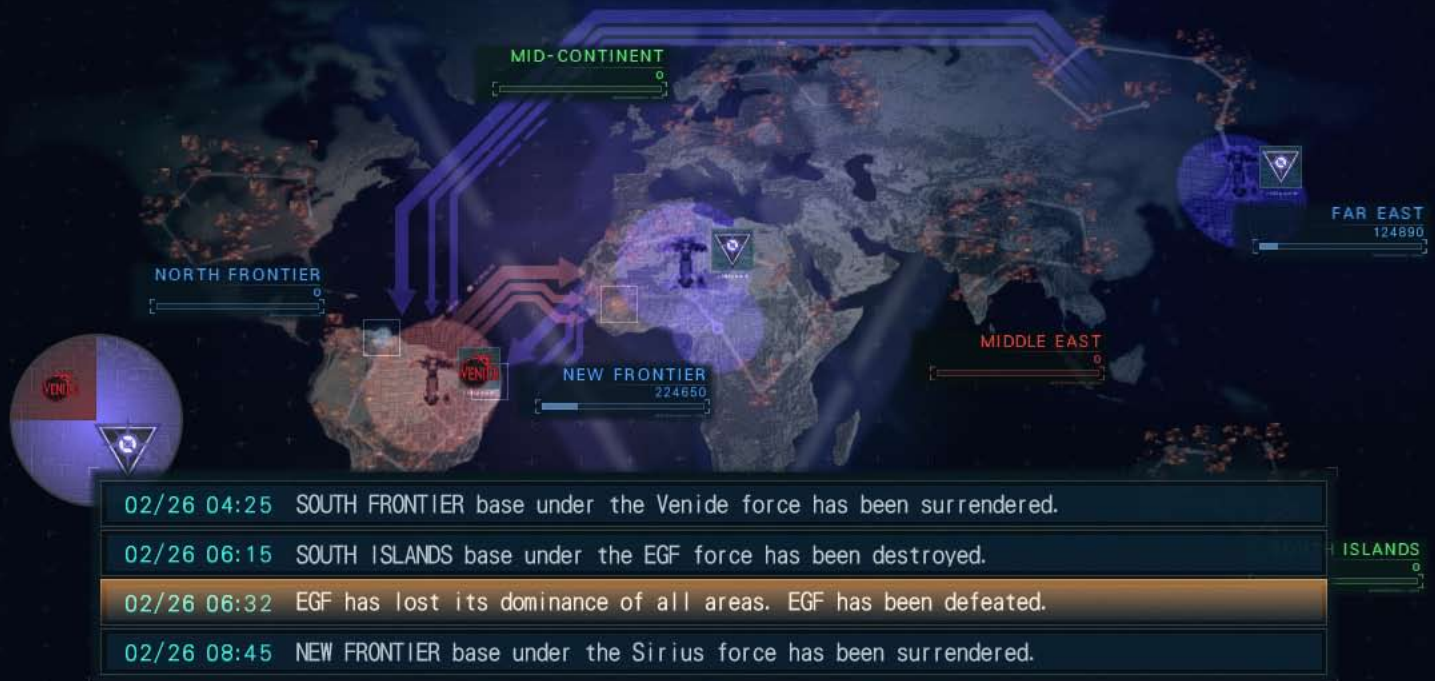 MID-CONTINENT
0
FAR EAST
124890
NORTH FRONTIER
0
MIDDLE EAST
0
NEW FRONTIER
224650
VENIDE
02/26 04:25 SOUTH FRONTIER base under the Venide force has been surrendered.
02/26 06:15 SOUTH ISLANDS base under the EGF force has been destroyed.
ISLANDS
0
02/26 06:32 EGF has lost its dominance of all areas. EGF has been defeated.
02/26 08:45 NEW FRONTIER base under the Sirius force has been surrendered.